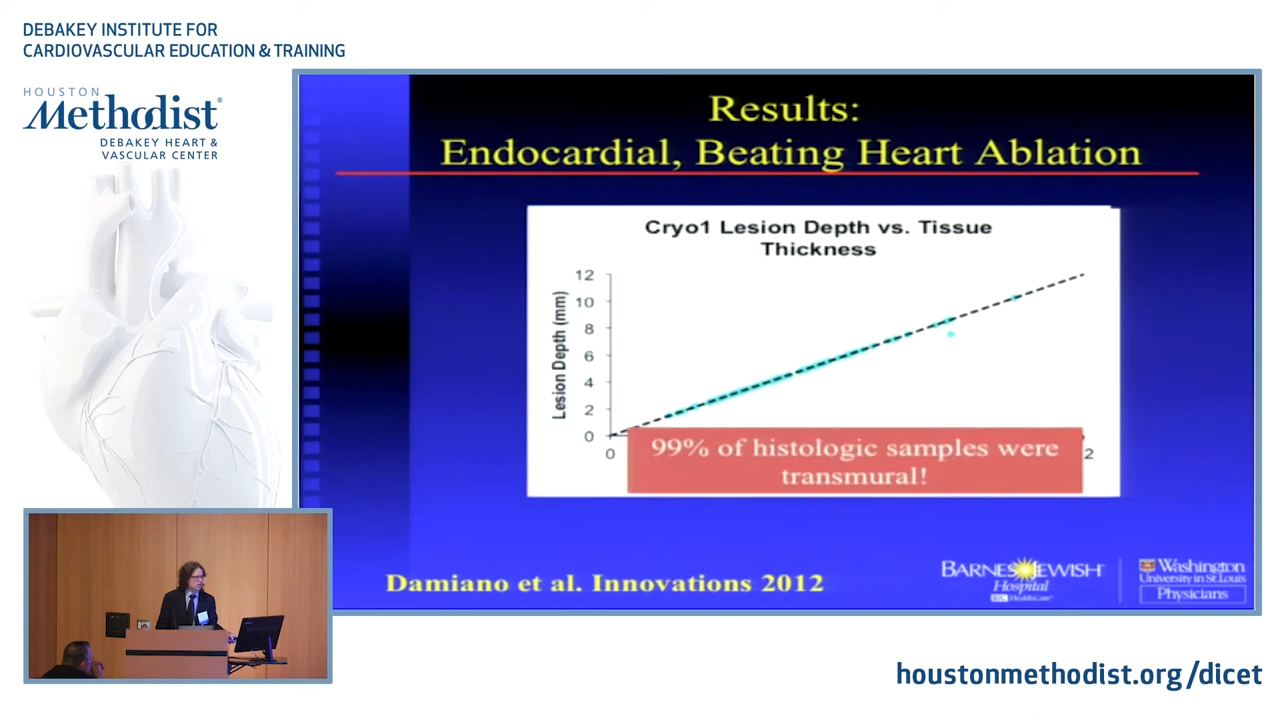 DEBAKEY INSTITUTE FOR
CARDIOVASCULAR EDUCATION & TRAINING
HOUSTON
Methodist®
DEBAKEY HEART &
VASCULAR CENTER
Results:
Endocardial, Beating Heart Ablation
Cryo1 Lesion Depth vs. Tissue
Thickness
Lesion Depth (mm)
12
10
8
6
4
2
0
0
2
99% of histologic samples were
transmural!
Damiano et al. Innovations 2012
BARNES JEWISH
Hospital
BJC HealthCare
Washington
University in St. Louis
Physicians
houstonmethodist.org/dicet